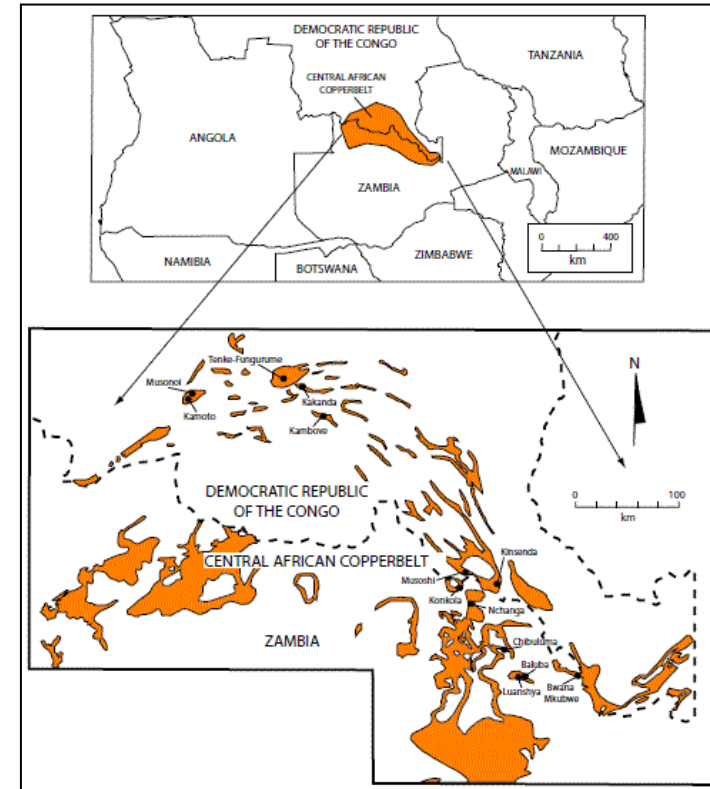 DEMOCRATIC REPUBLIC
OF THE CONGO
TANZANIA
CENTRAL AFRICAN
COPPERBELT
ANGOLA
MOZAMBIQUE
MALAWI
ZAMBIA
0 400
km
ZIMBABWE
NAMIBIA
BOTSWANA
Tenke-Fungurume
N
Musonoi
Kakanda
Kamoto
Kambove
DEMOCRATIC REPUBLIC
OF THE CONGO
0 100
km
CENTRAL AFRICAN COPPERBELT
Kinsenda
Musoshi
Konkola
Nchanga
ZAMBIA
Chibuluma
Baluba
Luanshya
Bwana
Mkubwe